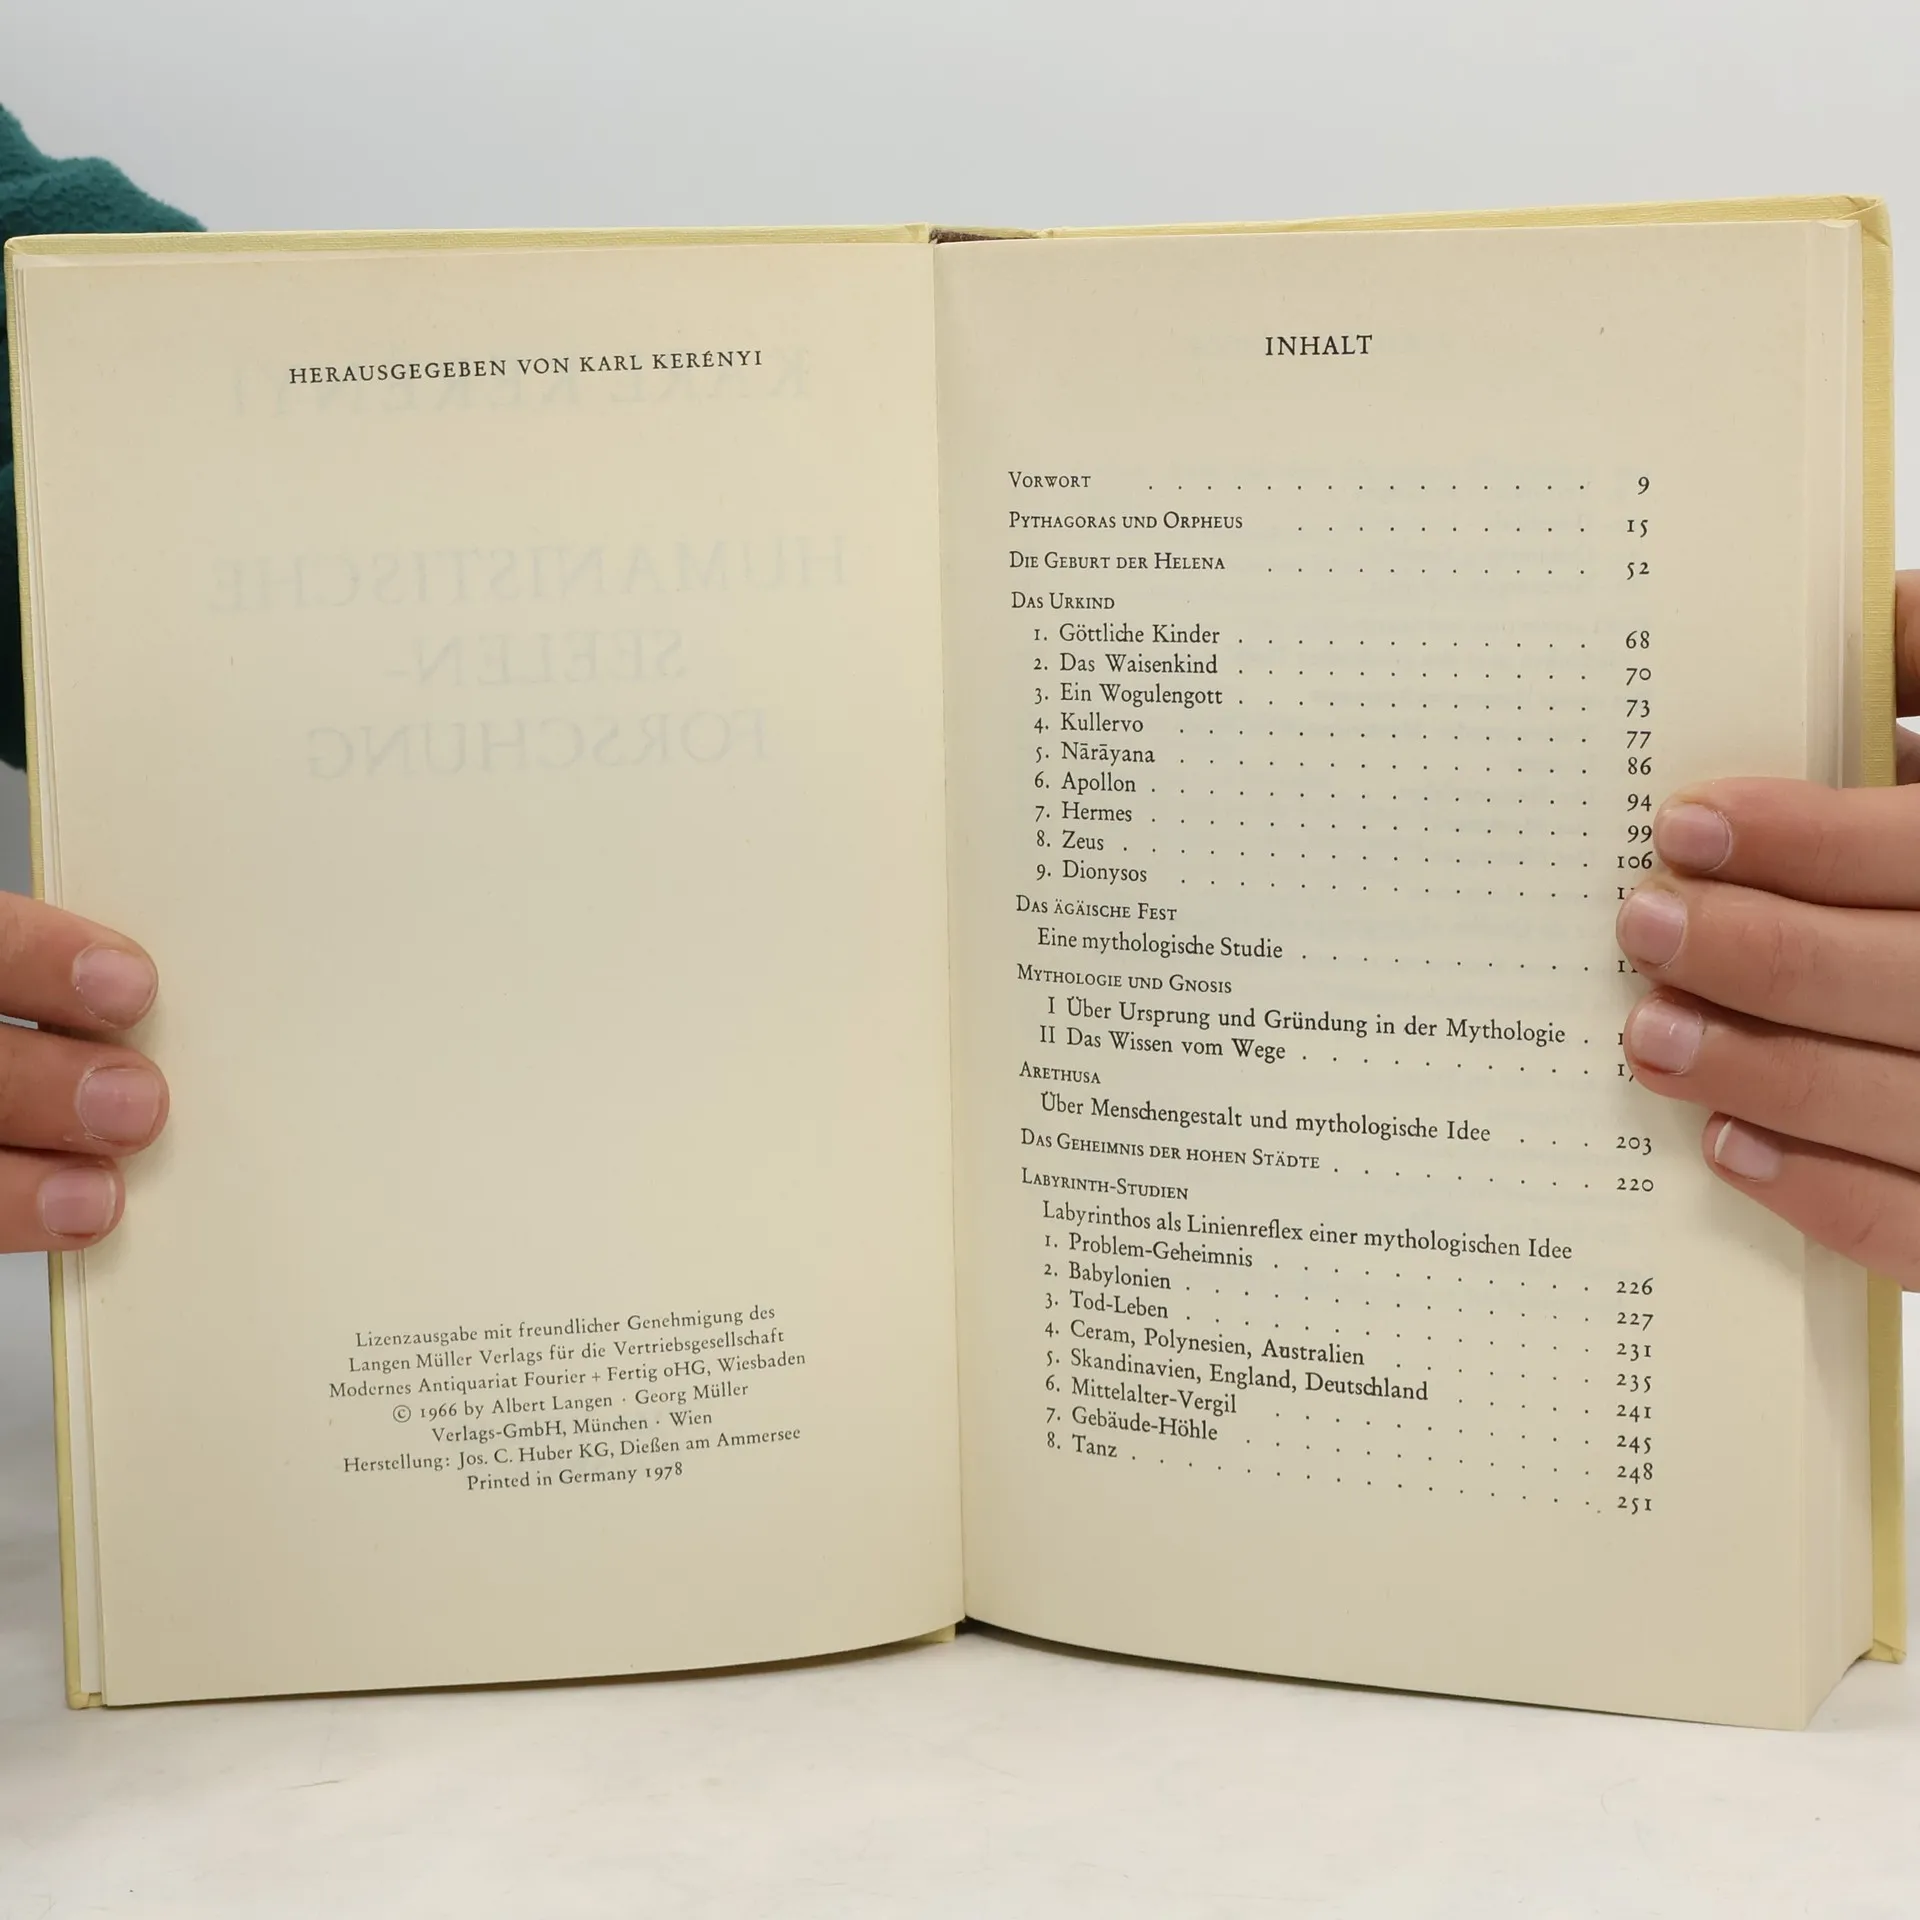 HERAUSGEGEBEN VON KARL KERÉNYI
KARL KERÉNYI
HUMANISTISCHE
SEELEN-
FORSCHUNG
Lizenzausgabe mit freundlicher Genehmigung des
Langen Müller Verlags für die Vertriebsgesellschaft
Modernes Antiquariat Fourier + Fertig oHG, Wiesbaden
© 1966 by Albert Langen · Georg Müller
Verlags-GmbH, München · Wien
Herstellung: Jos. C. Huber KG, Dießen am Ammersee
Printed in Germany 1978
INHALT
VORWORT . . . . . . . . . . . . . . . 9
PYTHAGORAS UND ORPHEUS . . . . . . . . . . 15
DIE GEBURT DER HELENA . . . . . . . . . . . 52
DAS URKIND
1. Göttliche Kinder . . . . . . . . . . . . 68
2. Das Waisenkind . . . . . . . . . . . . 70
3. Ein Wogulengott . . . . . . . . . . . . 73
4. Kullervo . . . . . . . . . . . . . . 77
5. Nārāyana . . . . . . . . . . . . . . 86
6. Apollon . . . . . . . . . . . . . . . 94
7. Hermes . . . . . . . . . . . . . . . 99
8. Zeus . . . . . . . . . . . . . . . . 106
9. Dionysos . . . . . . . . . . . . . .
DAS ÄGÄISCHE FEST
Eine mythologische Studie . . . . . . . . . .
MYTHOLOGIE UND GNOSIS
I Über Ursprung und Gründung in der Mythologie .
II Das Wissen vom Wege . . . . . . . . . .
ARETHUSA
Über Menschengestalt und mythologische Idee . . . 203
DAS GEHEIMNIS DER HOHEN STÄDTE . . . . . . . . . 220
LABYRINTH-STUDIEN
Labyrinthos als Linienreflex einer mythologischen Idee
1. Problem-Geheimnis . . . . . . . . . . . 226
2. Babylonien . . . . . . . . . . . . . . 227
3. Tod-Leben . . . . . . . . . . . . . . 231
4. Ceram, Polynesien, Australien . . . . . . . 235
5. Skandinavien, England, Deutschland . . . . . 241
6. Mittelalter-Vergil . . . . . . . . . . . 245
7. Gebäude-Höhle . . . . . . . . . . . . 248
8. Tanz . . . . . . . . . . . . . . . . 251